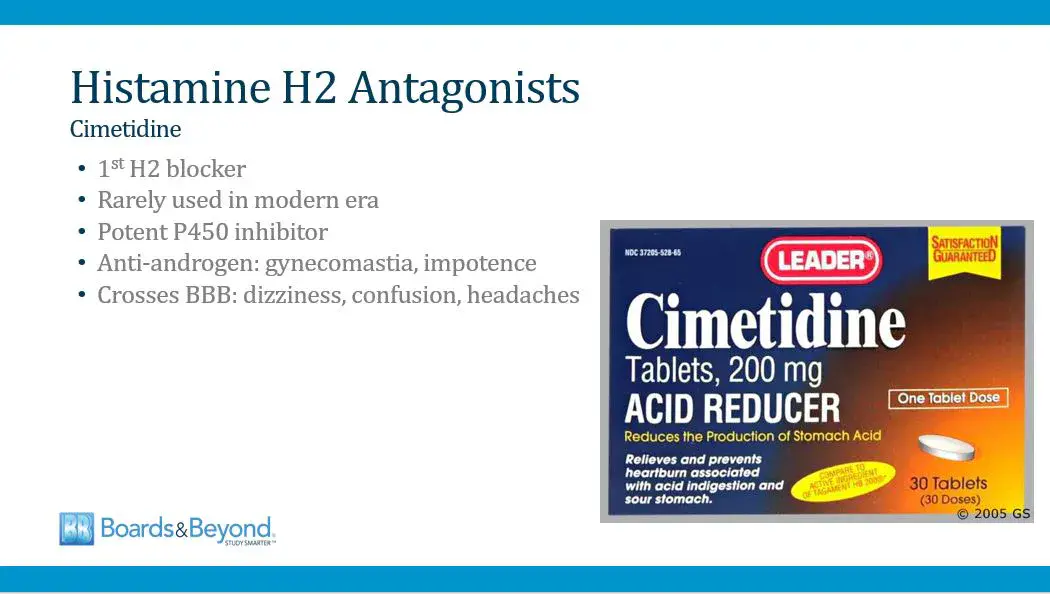 Histamine H2 Antagonists
Cimetidine
• 1st H2 blocker
• Rarely used in modern era
• Potent P450 inhibitor
• Anti-androgen: gynecomastia, impotence
• Crosses BBB: dizziness, confusion, headaches
NDC 37205-528-65
LEADER®
SATISFACTION
GUARANTEED
Cimetidine
Tablets, 200 mg
ACID REDUCER
One Tablet Dose
Reduces the Production of Stomach Acid
Relieves and prevents
heartburn associated
with acid indigestion and
sour stomach.
COMPARE TO
ACTIVE INGREDIENT
OF TAGAMENT HB 200®*
30 Tablets
(30 Doses)
© 2005 GS
BB Boards&Beyond®
STUDY SMARTER™